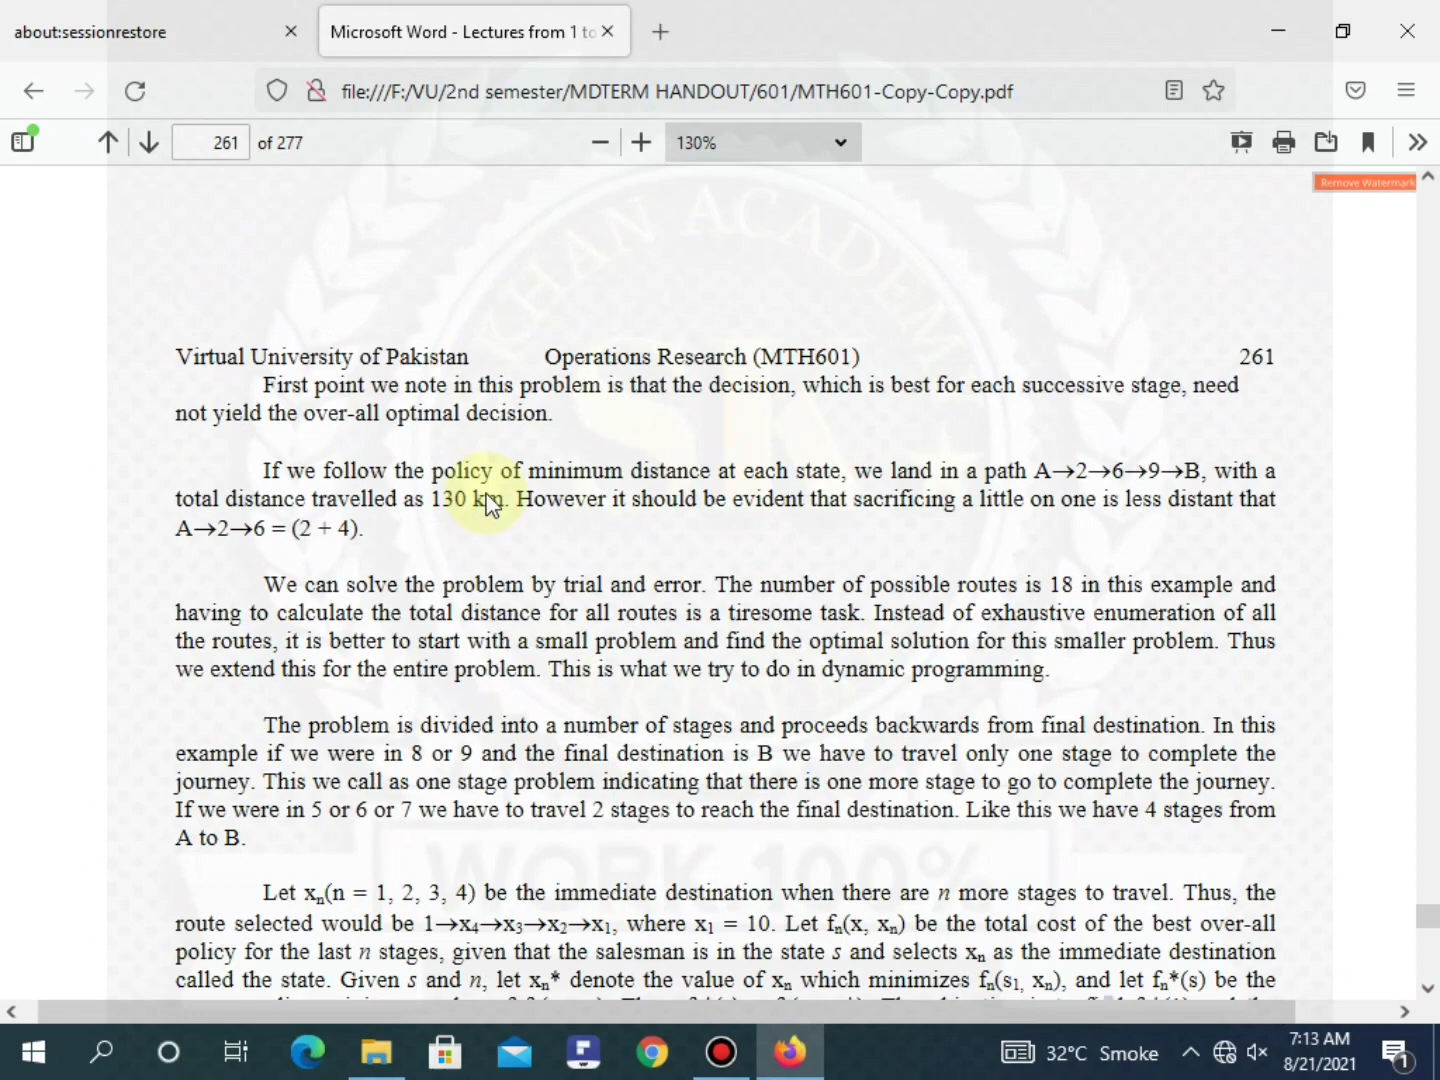 about:sessionrestore
Microsoft Word - Lectures from 1 to
file:///F:/VU/2nd semester/MDTERM HANDOUT/601/MTH601-Copy-Copy.pdf
261 of 277
130%
Remove Watermark
KHAN ACADEM
SK
Virtual University of Pakistan Operations Research (MTH601) 261
First point we note in this problem is that the decision, which is best for each successive stage, need
not yield the over-all optimal decision.
If we follow the policy of minimum distance at each state, we land in a path A→2→6→9→B, with a
total distance travelled as 130 km. However it should be evident that sacrificing a little on one is less distant that
A→2→6 = (2 + 4).
We can solve the problem by trial and error. The number of possible routes is 18 in this example and
having to calculate the total distance for all routes is a tiresome task. Instead of exhaustive enumeration of all
the routes, it is better to start with a small problem and find the optimal solution for this smaller problem. Thus
we extend this for the entire problem. This is what we try to do in dynamic programming.
The problem is divided into a number of stages and proceeds backwards from final destination. In this
example if we were in 8 or 9 and the final destination is B we have to travel only one stage to complete the
journey. This we call as one stage problem indicating that there is one more stage to go to complete the journey.
If we were in 5 or 6 or 7 we have to travel 2 stages to reach the final destination. Like this we have 4 stages from
A to B.
WORK 100%
Let xn(n = 1, 2, 3, 4) be the immediate destination when there are n more stages to travel. Thus, the
route selected would be 1→x4→x3→x2→x1, where x1 = 10. Let fn(x, xn) be the total cost of the best over-all
policy for the last n stages, given that the salesman is in the state s and selects xn as the immediate destination
called the state. Given s and n, let xn* denote the value of xn which minimizes fn(s1, xn), and let fn*(s) be the
32°C Smoke
7:13 AM
8/21/2021
1